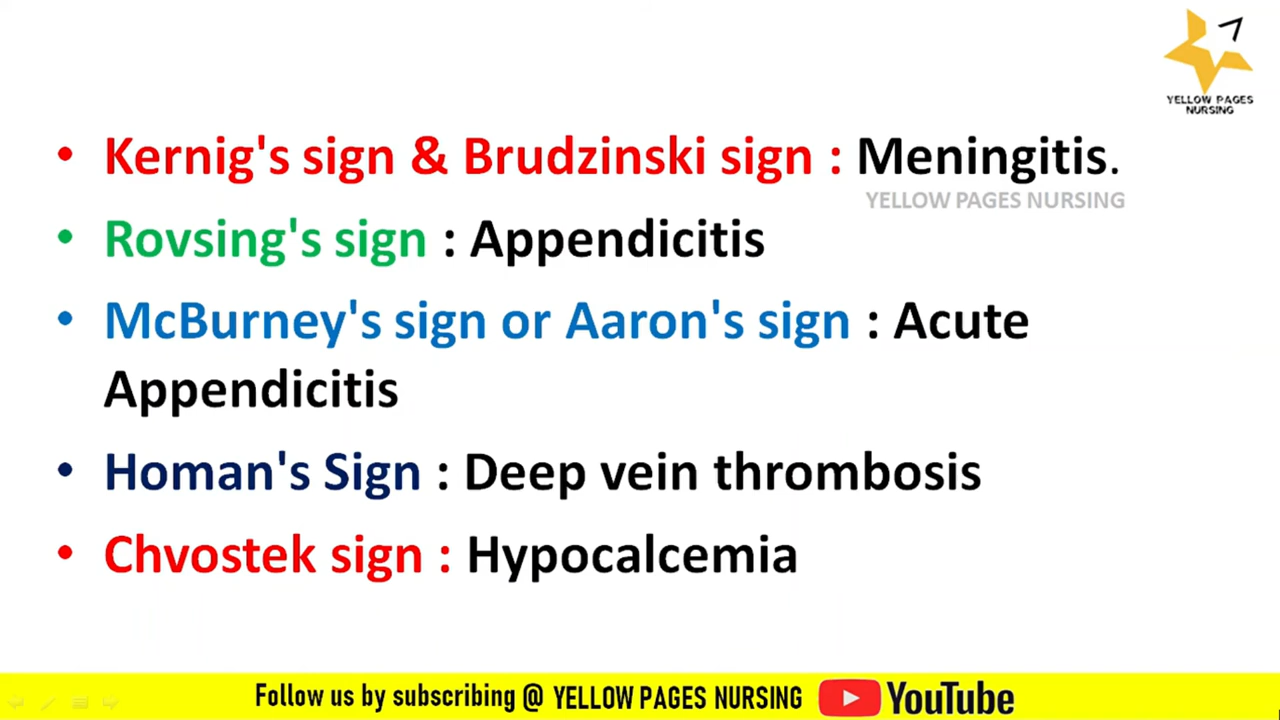 YELLOW PAGES
NURSING
• Kernig's sign & Brudzinski sign : Meningitis.
YELLOW PAGES NURSING
• Rovsing's sign : Appendicitis
• McBurney's sign or Aaron's sign : Acute
Appendicitis
• Homan's Sign : Deep vein thrombosis
• Chvostek sign : Hypocalcemia
Follow us by subscribing @ YELLOW PAGES NURSING YouTube